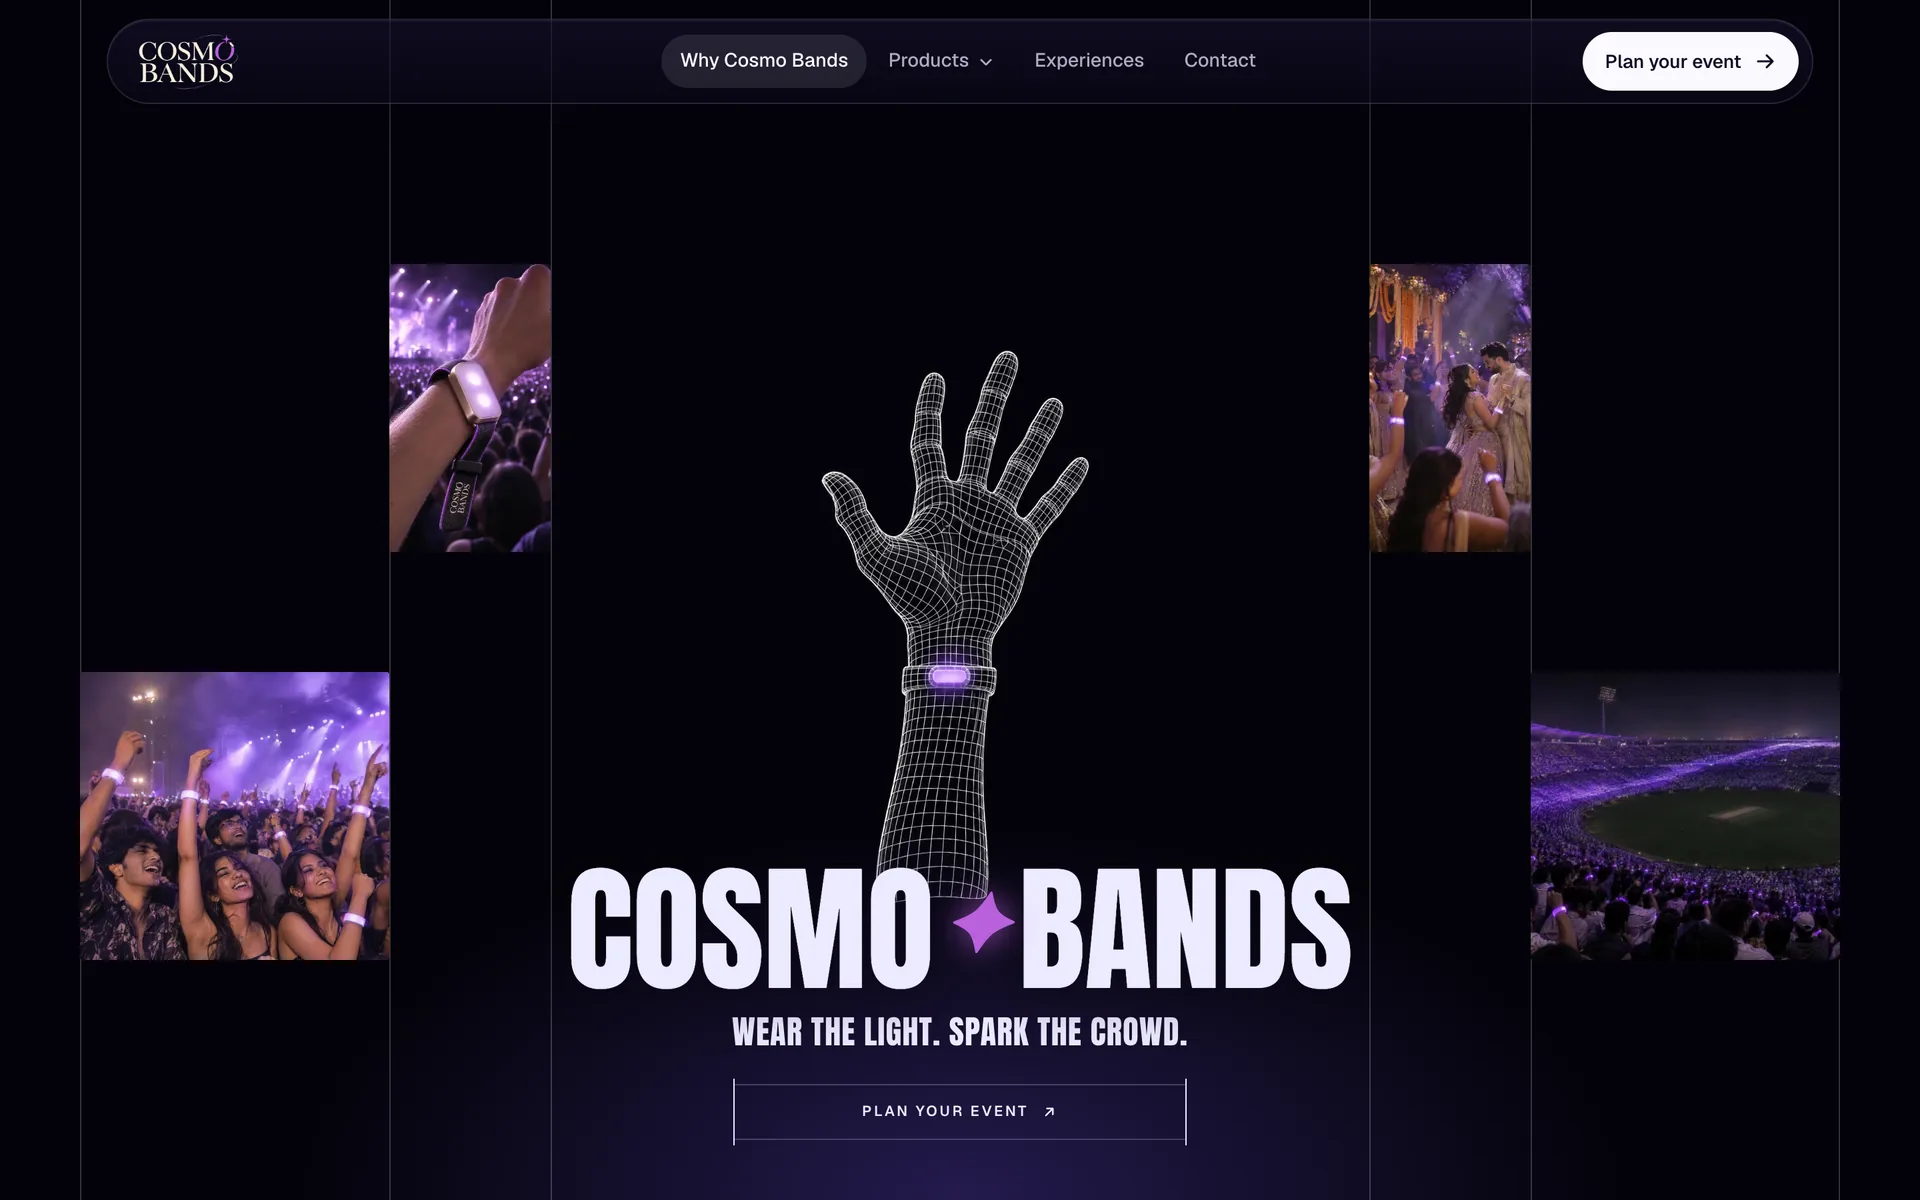 COSMO
BANDS
Why Cosmo Bands
Products
Experiences
Contact
Plan your event
COSMO
BANDS
COSMO BANDS
WEAR THE LIGHT. SPARK THE CROWD.
PLAN YOUR EVENT